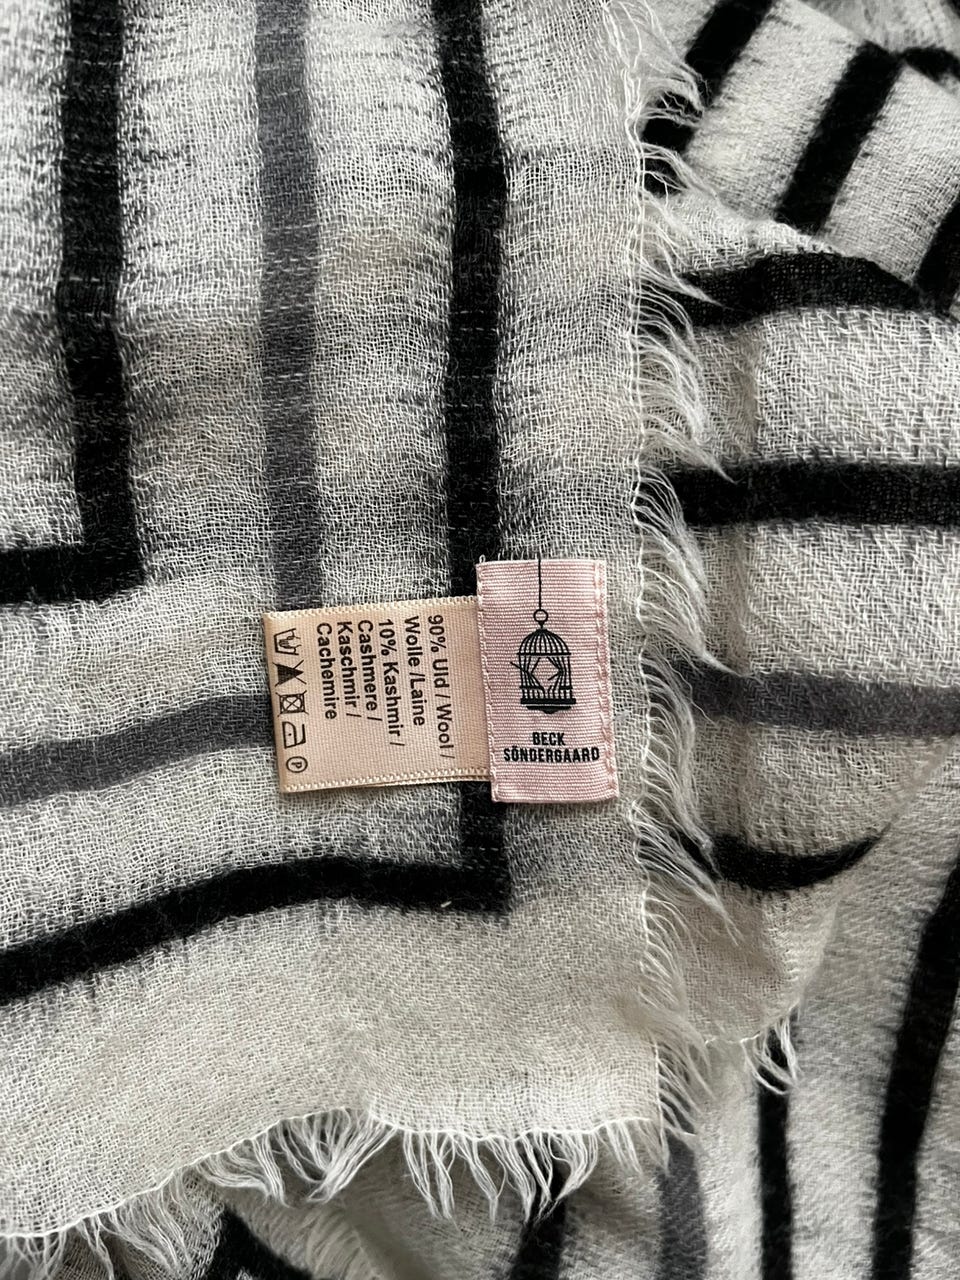 90% Uld / Wool /
Wolle /Laine
10% Kashmir /
Cashmere /
Kaschmir /
Cachemire
P
BECK
SÖNDERGAARD